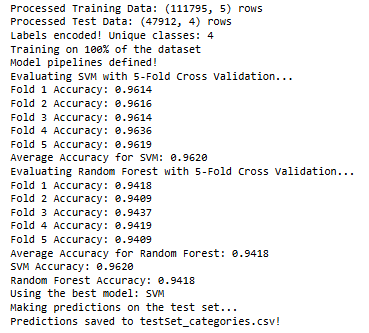 Processed Training Data: (111795, 5) rows
Processed Test Data: (47912, 4) rows
Labels encoded! Unique classes: 4
Training on 100% of the dataset
Model pipelines defined!
Evaluating SVM with 5-Fold Cross Validation...
Fold 1 Accuracy: 0.9614
Fold 2 Accuracy: 0.9616
Fold 3 Accuracy: 0.9614
Fold 4 Accuracy: 0.9636
Fold 5 Accuracy: 0.9619
Average Accuracy for SVM: 0.9620
Evaluating Random Forest with 5-Fold Cross Validation...
Fold 1 Accuracy: 0.9418
Fold 2 Accuracy: 0.9409
Fold 3 Accuracy: 0.9437
Fold 4 Accuracy: 0.9419
Fold 5 Accuracy: 0.9409
Average Accuracy for Random Forest: 0.9418
SVM Accuracy: 0.9620
Random Forest Accuracy: 0.9418
Using the best model: SVM
Making predictions on the test set...
Predictions saved to testSet_categories.csv!